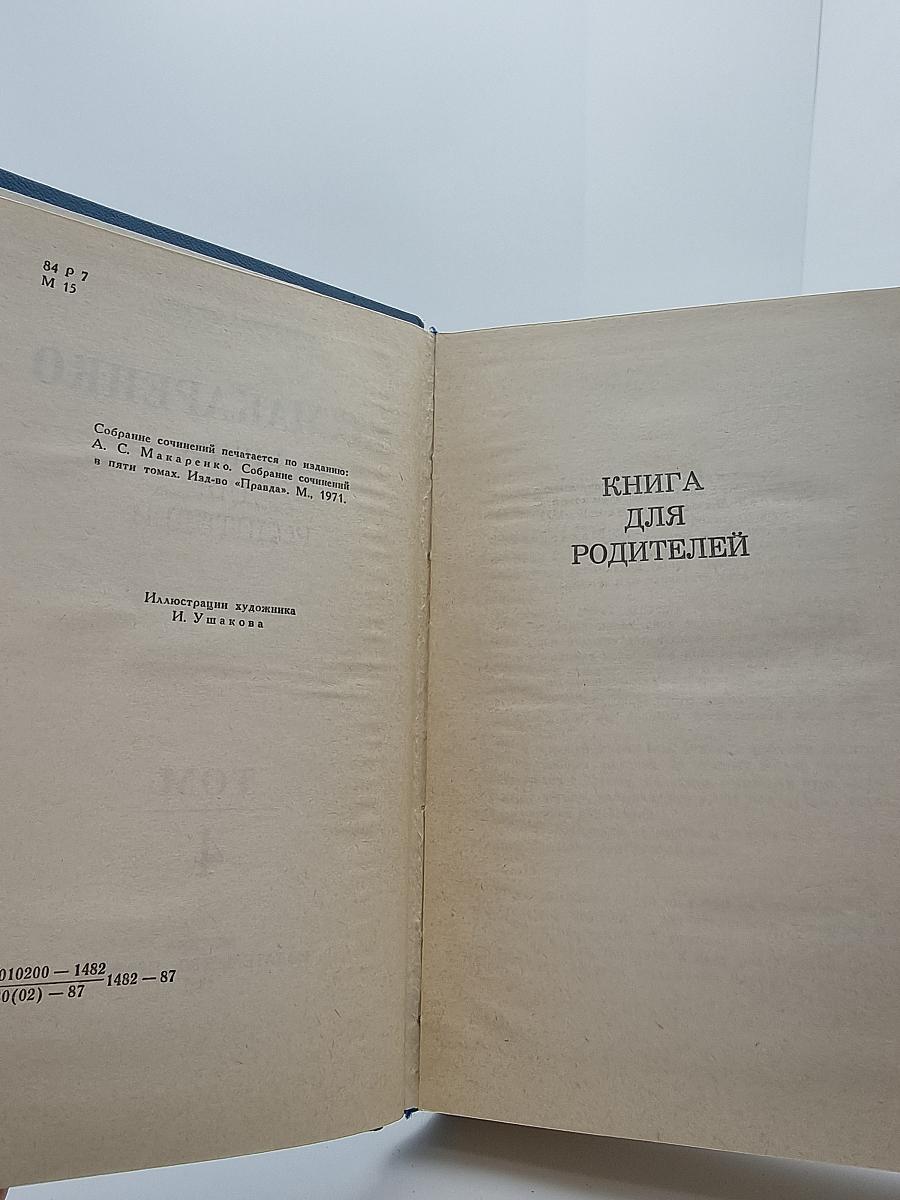 84 Р 7
М 15
Собрание сочинений печатается по изданию:
А. С. Макаренко. Собрание сочинений
в пяти томах. Изд-во «Правда». М., 1971.
Иллюстрации художника
И. Ушакова
010200 — 1482
0(02) — 87
1482 — 87
КНИГА
ДЛЯ
РОДИТЕЛЕЙ